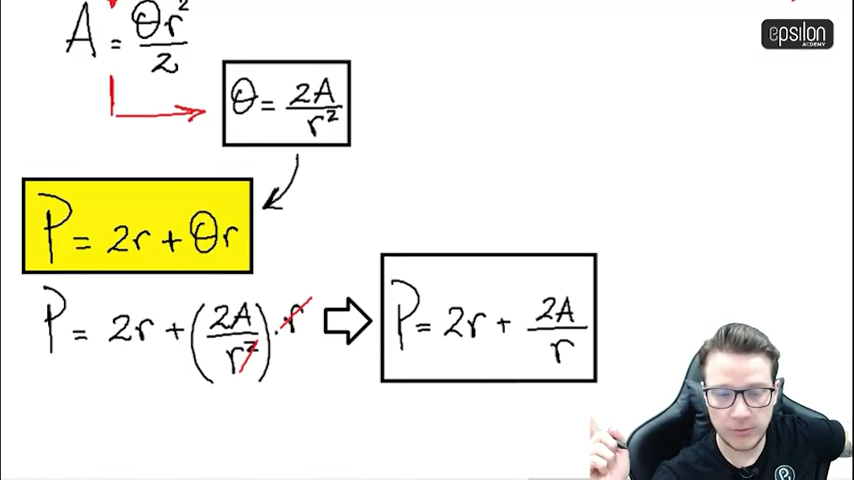 A = θr²/2
epsilon
ACADEMY
θ = 2A/r²
P = 2r + θr
P = 2r + (2A/r²) · r ⇒ P = 2r + 2A/r